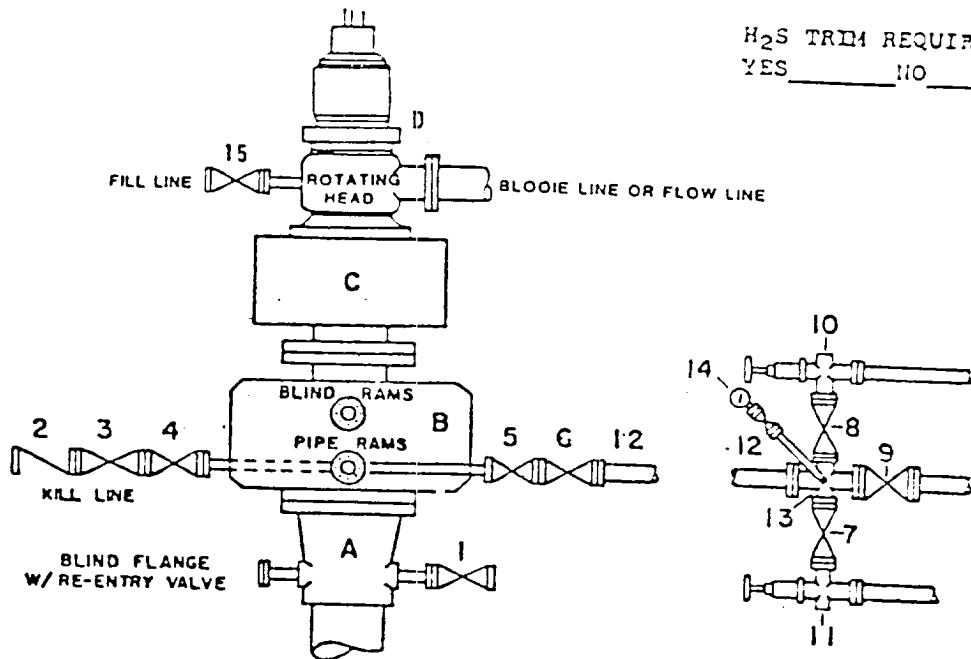 H₂S TRIM REQUIR
YES______NO___
D
15
FILL LINE
ROTATING
HEAD
BLOOIE LINE OR FLOW LINE
C
10
14
BLIND RAMS
B
PIPE RAMS
2 3 4
5 6 12
8
12
9
KILL LINE
13
A
7
1
BLIND FLANGE
W/ RE-ENTRY VALVE
11